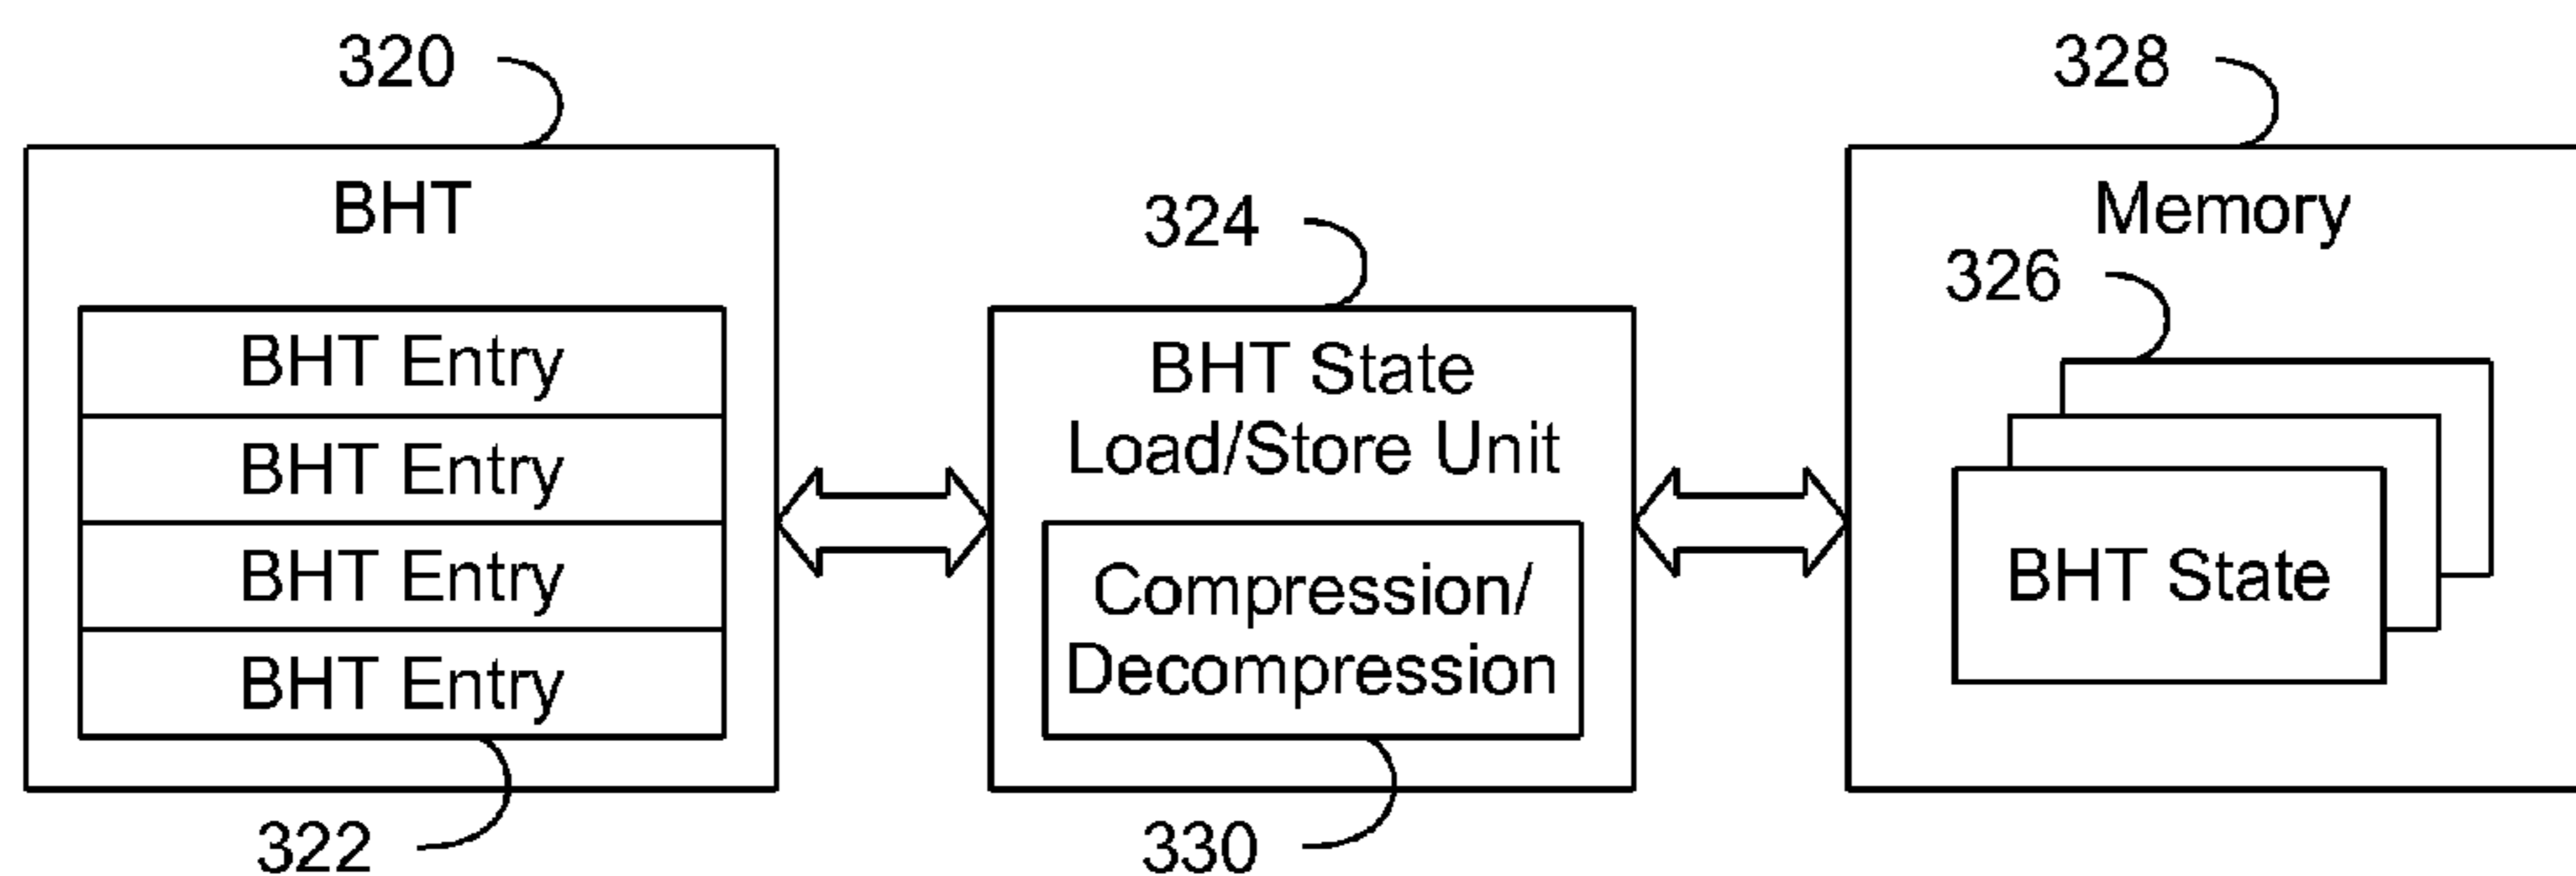 320
BHT
BHT Entry
BHT Entry
BHT Entry
BHT Entry
322
324
BHT State
Load/Store Unit
Compression/
Decompression
330
328
Memory
326
BHT State